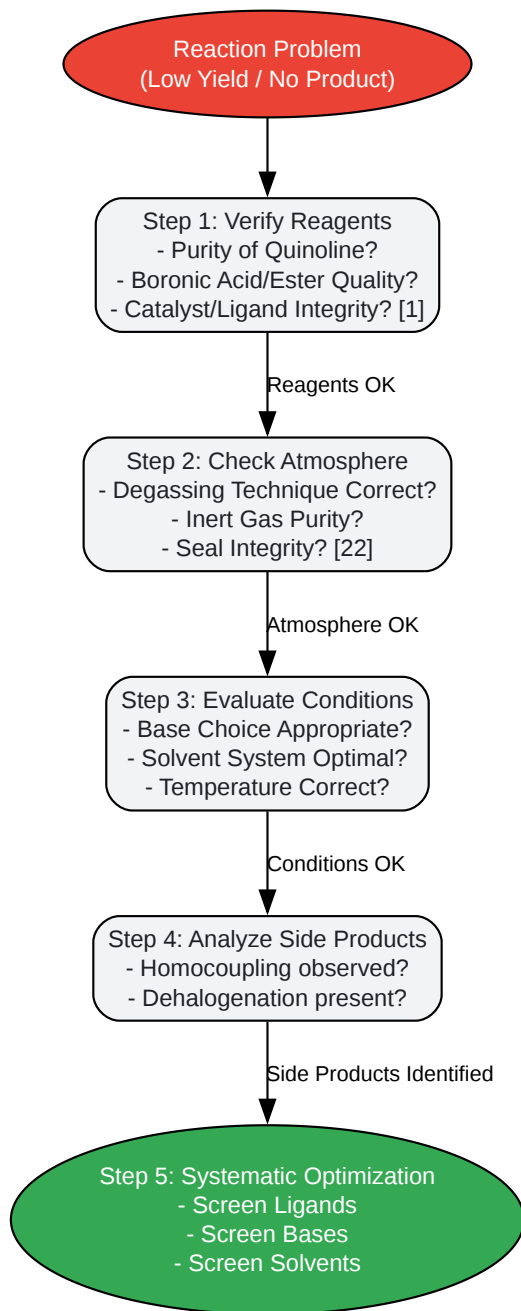 Reaction Problem
(Low Yield / No Product)
Step 1: Verify Reagents
- Purity of Quinoline?
- Boronic Acid/Ester Quality?
- Catalyst/Ligand Integrity? [1]
Reagents OK
Step 2: Check Atmosphere
- Degassing Technique Correct?
- Inert Gas Purity?
- Seal Integrity? [22]
Atmosphere OK
Step 3: Evaluate Conditions
- Base Choice Appropriate?
- Solvent System Optimal?
- Temperature Correct?
Conditions OK
Step 4: Analyze Side Products
- Homocoupling observed?
- Dehalogenation present?
Side Products Identified
Step 5: Systematic Optimization
- Screen Ligands
- Screen Bases
- Screen Solvents